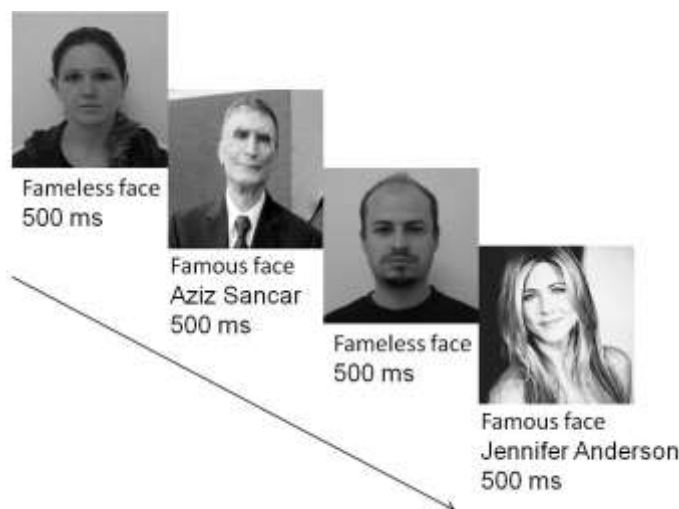 Fameless face
500 ms
Famous face
Aziz Sancar
500 ms
Fameless face
500 ms
Famous face
Jennifer Anderson
500 ms